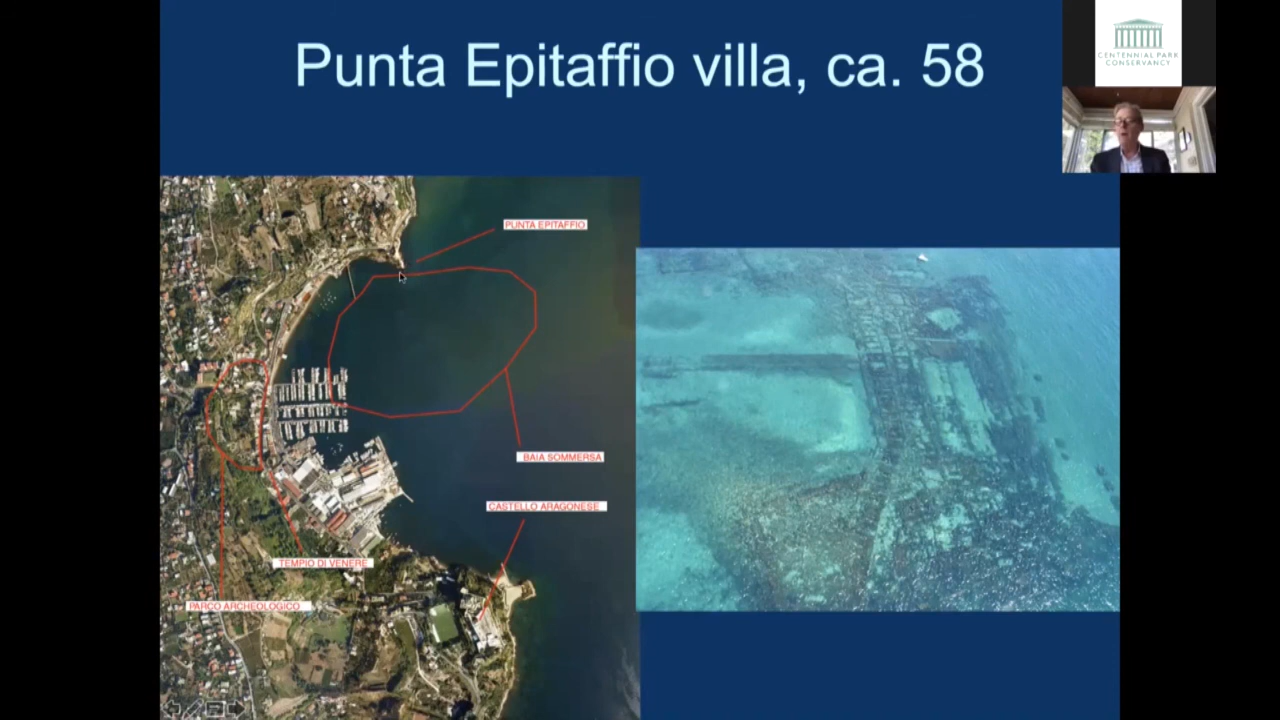 Punta Epitaffio villa, ca. 58
CENTENNIAL PARK
CONSERVANCY
PUNTA EPITAFFIO
BAIA SOMMERSA
CASTELLO ARAGONESE
TEMPIO DI VENERE
PARCO ARCHEOLOGICO